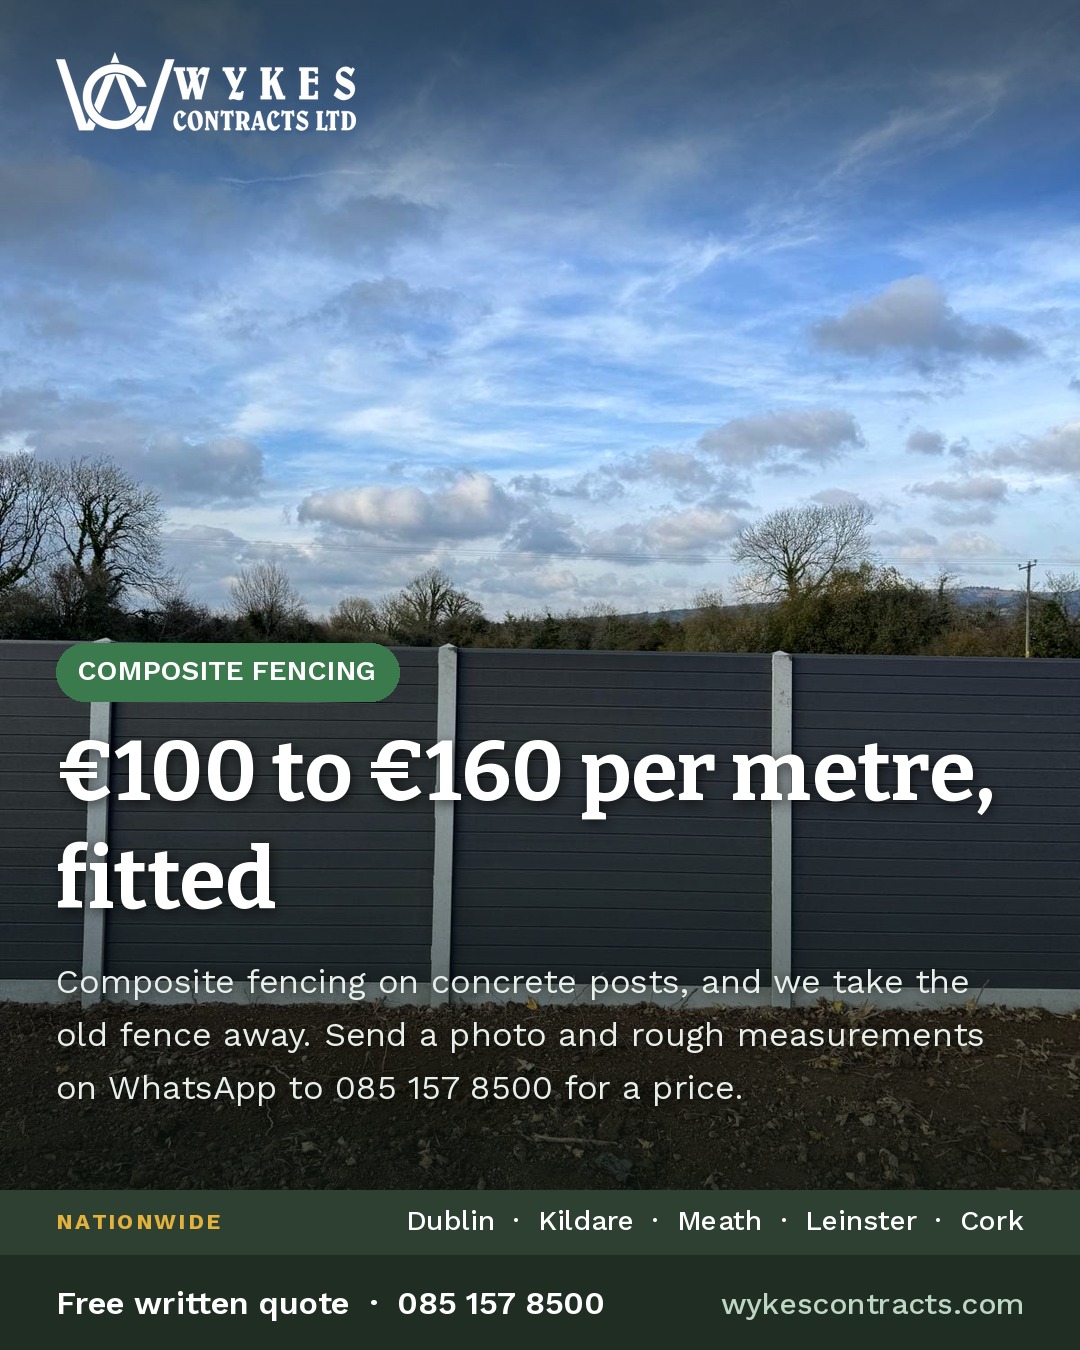 WYKES
CONTRACTS LTD
COMPOSITE FENCING
€100 to €160 per metre,
fitted
Composite fencing on concrete posts, and we take the
old fence away. Send a photo and rough measurements
on WhatsApp to 085 157 8500 for a price.
NATIONWIDE Dublin · Kildare · Meath · Leinster · Cork
Free written quote · 085 157 8500 wykescontracts.com